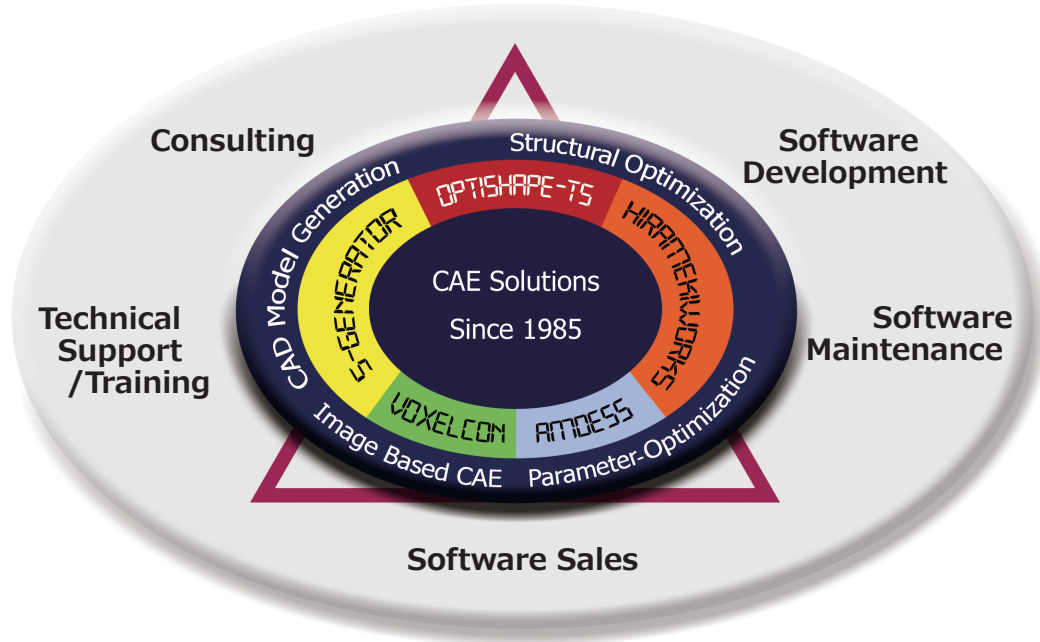 Consulting
Software
Development
Technical
Support
/Training
Software
Maintenance
Software Sales
CAD Model Generation
Structural Optimization
Image Based CAE
Parameter-Optimization
OPTISHAPE-TS
HIRAMEKIWORKS
S-GENERATOR
VOXELCON
AMDESS
CAE Solutions
Since 1985